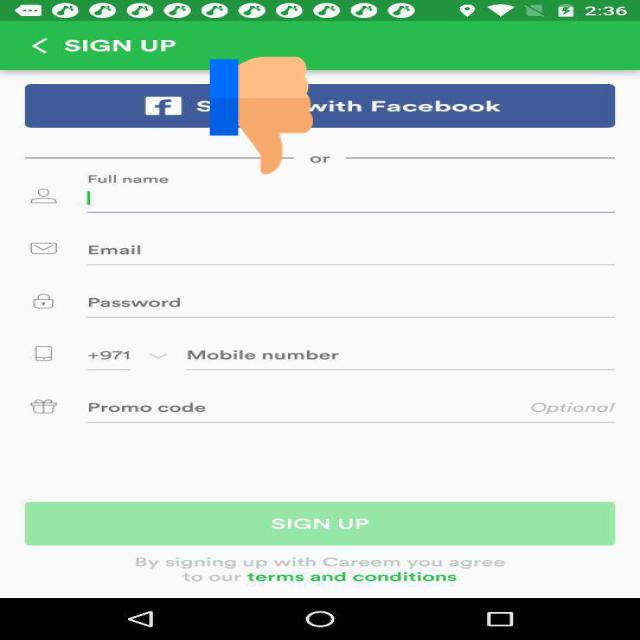 2:36
SIGN UP
with Facebook
or
Full name
Email
Password
+971 Mobile number
Promo code Optional
SIGN UP
By signing up with Careem you agree
to our terms and conditions